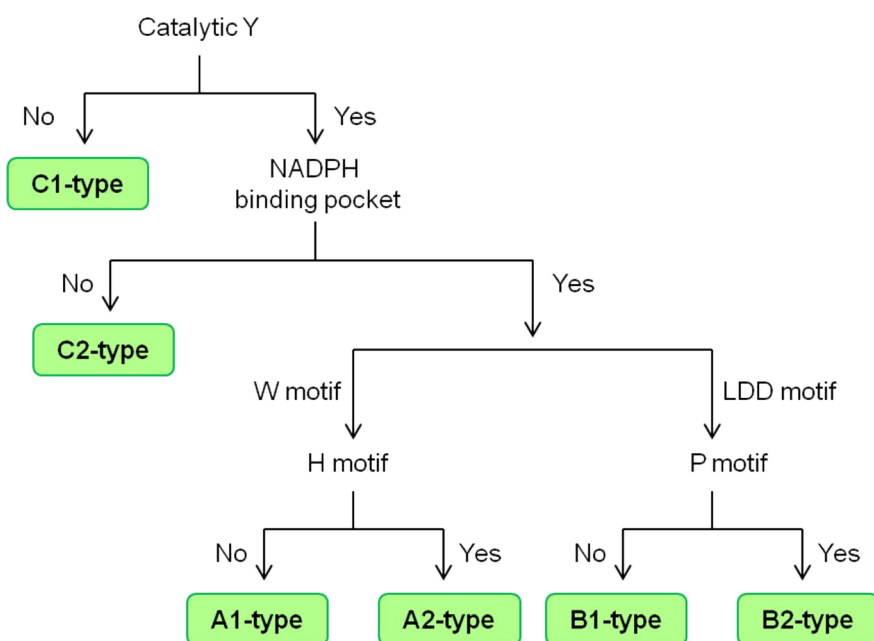 Catalytic Y
No
Yes
C1-type
NADPH
binding pocket
No
Yes
C2-type
W motif
LDD motif
H motif
P motif
No
Yes
No
Yes
A1-type
A2-type
B1-type
B2-type